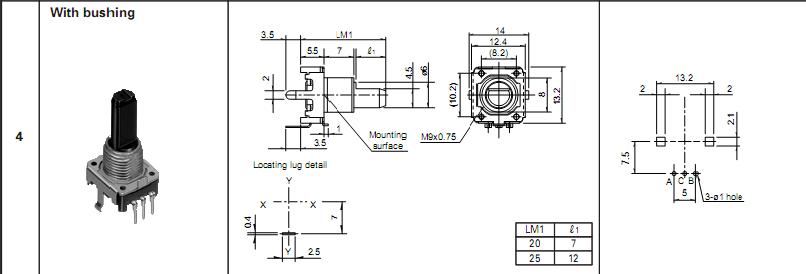 With bushing
4
3.5
LM1
5.5
7
ℓ1
2
4.5
ø6
1
3.5
Mounting
surface
14
12.4
(8.2)
(10.2)
8
13.2
M9x0.75
Locating lug detail
Y
X X
7
0.4
Y 2.5
LM1 ℓ1
20 7
25 12
13.2
2 2
2.1
7.5
A C B
5
3-ø1 hole